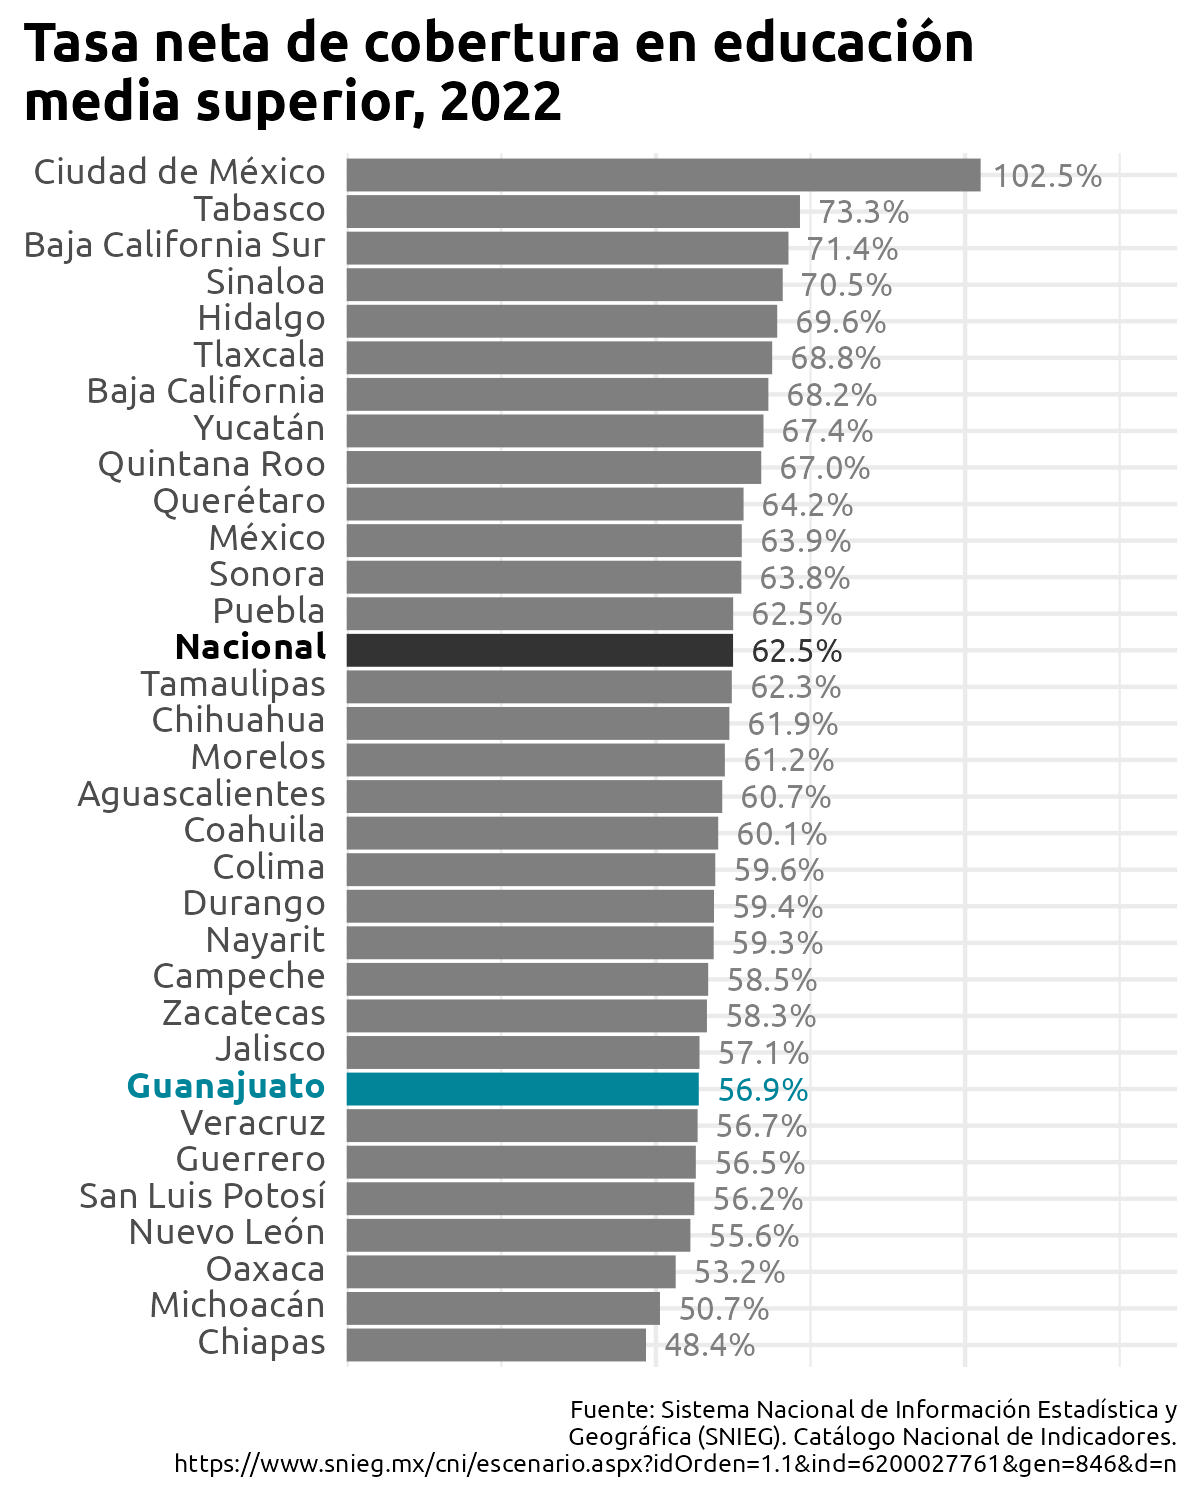 Tasa neta de cobertura en educación
media superior, 2022
Ciudad de México 102.5%
Tabasco 73.3%
Baja California Sur 71.4%
Sinaloa 70.5%
Hidalgo 69.6%
Tlaxcala 68.8%
Baja California 68.2%
Yucatán 67.4%
Quintana Roo 67.0%
Querétaro 64.2%
México 63.9%
Sonora 63.8%
Puebla 62.5%
Nacional 62.5%
Tamaulipas 62.3%
Chihuahua 61.9%
Morelos 61.2%
Aguascalientes 60.7%
Coahuila 60.1%
Colima 59.6%
Durango 59.4%
Nayarit 59.3%
Campeche 58.5%
Zacatecas 58.3%
Jalisco 57.1%
Guanajuato 56.9%
Veracruz 56.7%
Guerrero 56.5%
San Luis Potosí 56.2%
Nuevo León 55.6%
Oaxaca 53.2%
Michoacán 50.7%
Chiapas 48.4%
Fuente: Sistema Nacional de Información Estadística y
Geográfica (SNIEG). Catálogo Nacional de Indicadores.
https://www.snieg.mx/cni/escenario.aspx?idOrden=1.1&ind=6200027761&gen=846&d=n